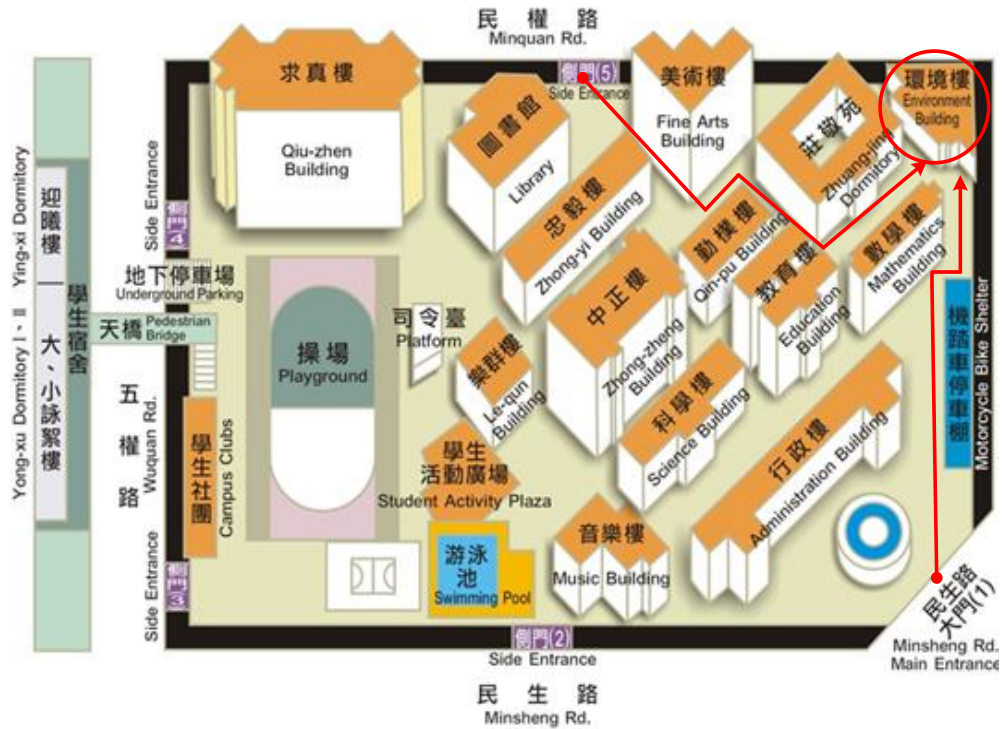 民權路
Minquan Rd.
求真樓
Qiu-zhen
Building
圖書館
Library
側門(5)
Side Entrance
美術樓
Fine Arts
Building
莊敬苑
Zhuang-jing
Dormitory
環境樓
Environment
Building
忠毅樓
Zhong-yi Building
勤樸樓
Qin-pu Building
教育樓
Education
Building
數學樓
Mathematics
Building
Side Entrance
側門4
迎曦樓
Ying-xi Dormitory
大、小詠絮樓
Yong-xu Dormitory I、II
學生宿舍
地下停車場
Underground Parking
天橋
Pedestrian
Bridge
五權路
Wuquan Rd.
操場
Playground
司令臺
Platform
樂群樓
Le-qun
Building
中正樓
Zhong-zheng
Building
科學樓
Science Building
行政樓
Administration Building
機踏車停車棚
Motorcycle Bike Shelter
學生社團
Campus Clubs
學生
活動廣場
Student Activity Plaza
游泳
池
Swimming Pool
音樂樓
Music Building
Side Entrance
側門3
側門(2)
Side Entrance
民生路
Minsheng Rd.
民生路
大門(1)
Minsheng Rd.
Main Entrance